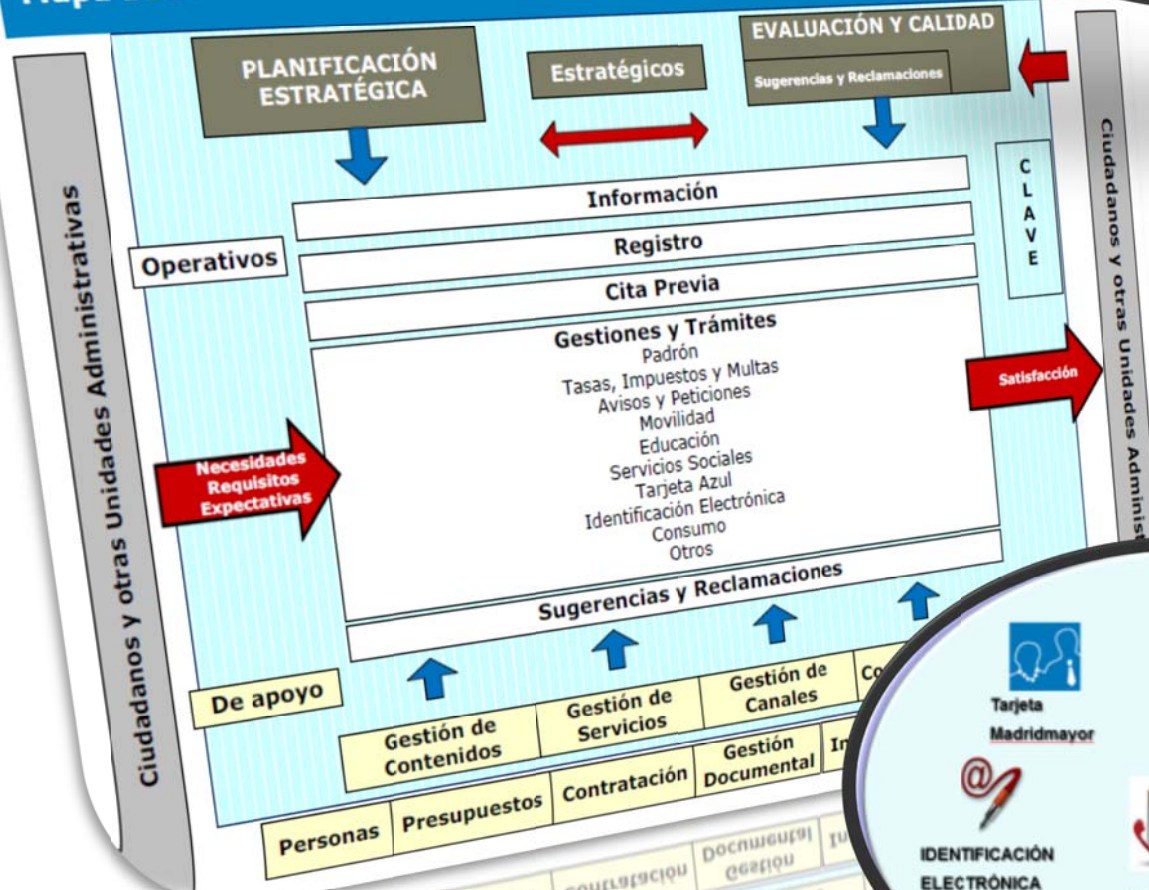 PLANIFICACIÓN
ESTRATÉGICA
Estratégicos
EVALUACIÓN Y CALIDAD
Sugerencias y Reclamaciones
Ciudadanos y otras Unidades Administrativas
Operativos
Información
Registro
Cita Previa
C
L
A
V
E
Gestiones y Trámites
Padrón
Tasas, Impuestos y Multas
Avisos y Peticiones
Movilidad
Educación
Servicios Sociales
Tarjeta Azul
Identificación Electrónica
Consumo
Otros
Necesidades
Requisitos
Expectativas
Satisfacción
Ciudadanos y otras Unidades
Sugerencias y Reclamaciones
De apoyo
Gestión de
Contenidos
Gestión de
Servicios
Gestión de
Canales
Personas
Presupuestos
Contratación
Gestión
Documental
Tarjeta
Madridmayor
IDENTIFICACIÓN
ELECTRÓNICA